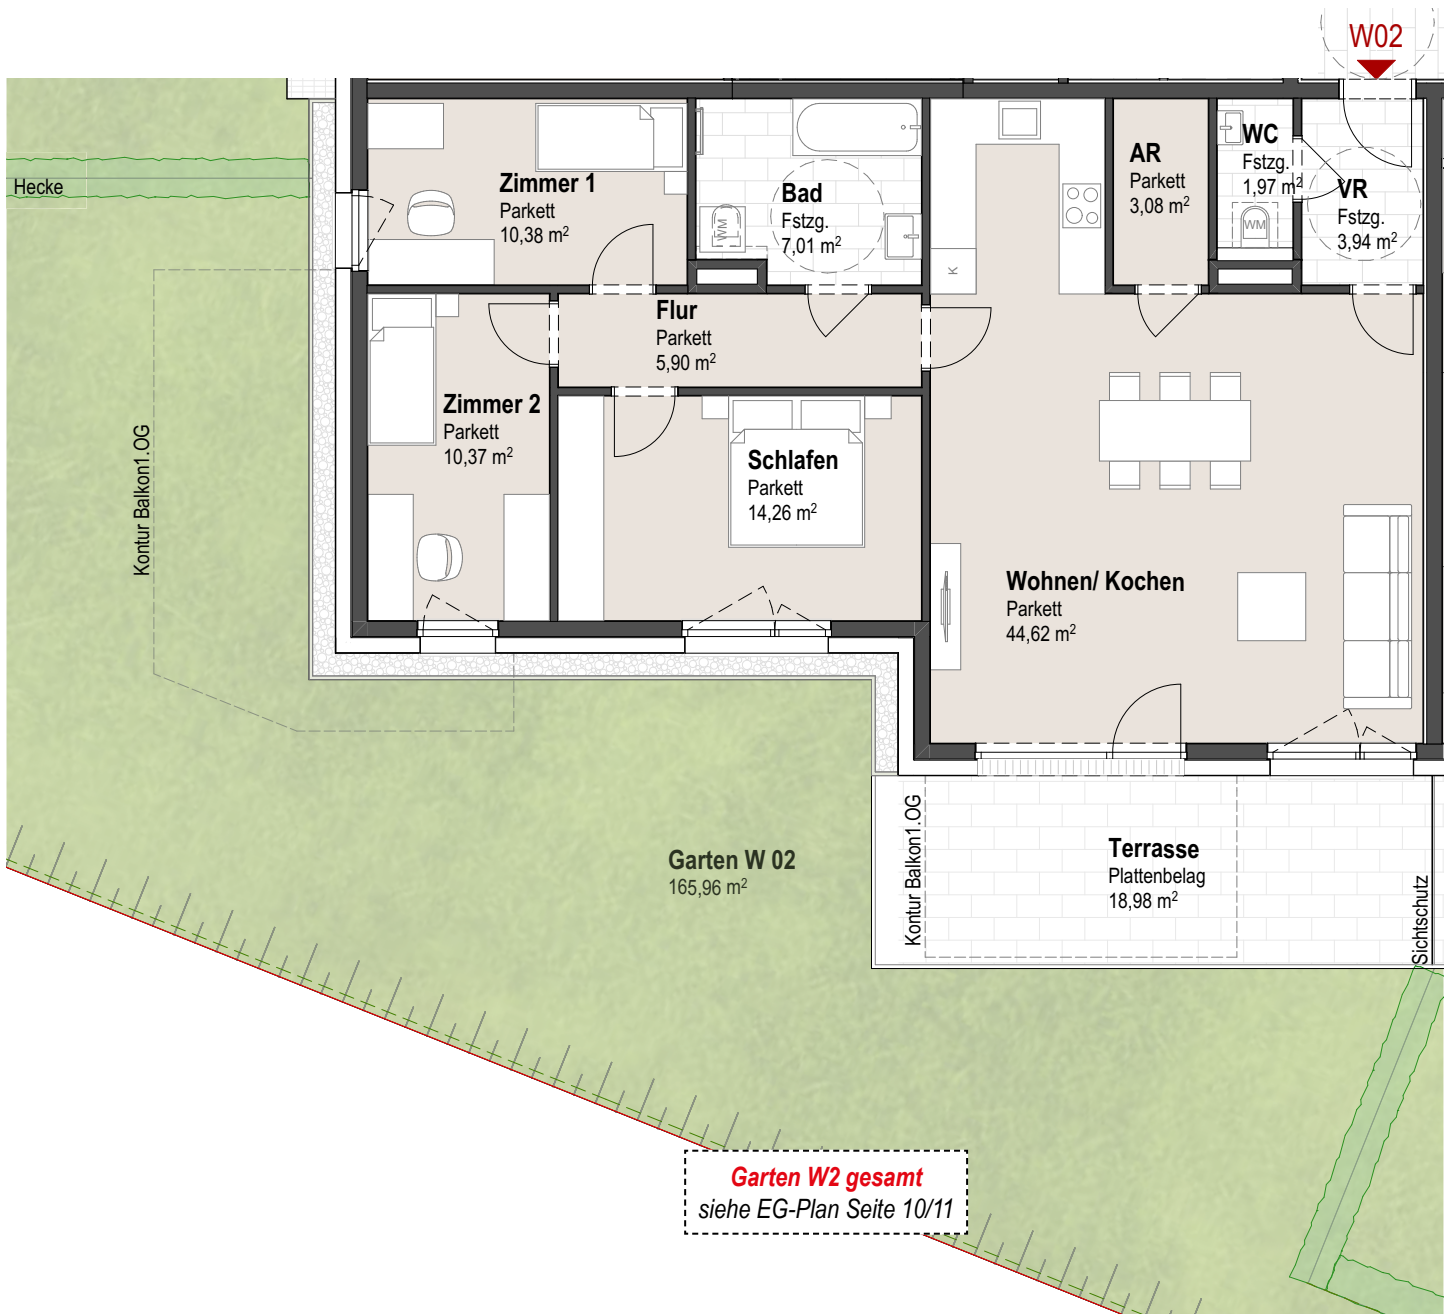 W02
Hecke
Zimmer 1
Parkett
10,38 m²
Bad
Fstzg.
7,01 m²
WM
K
AR
Parkett
3,08 m²
WC
Fstzg.
1,97 m²
WM
VR
Fstzg.
3,94 m²
Flur
Parkett
5,90 m²
Zimmer 2
Parkett
10,37 m²
Schlafen
Parkett
14,26 m²
Wohnen/ Kochen
Parkett
44,62 m²
Kontur Balkon1.OG
Kontur Balkon1.OG
Terrasse
Plattenbelag
18,98 m²
Sichtschutz
Garten W 02
165,96 m²
Garten W2 gesamt
siehe EG-Plan Seite 10/11